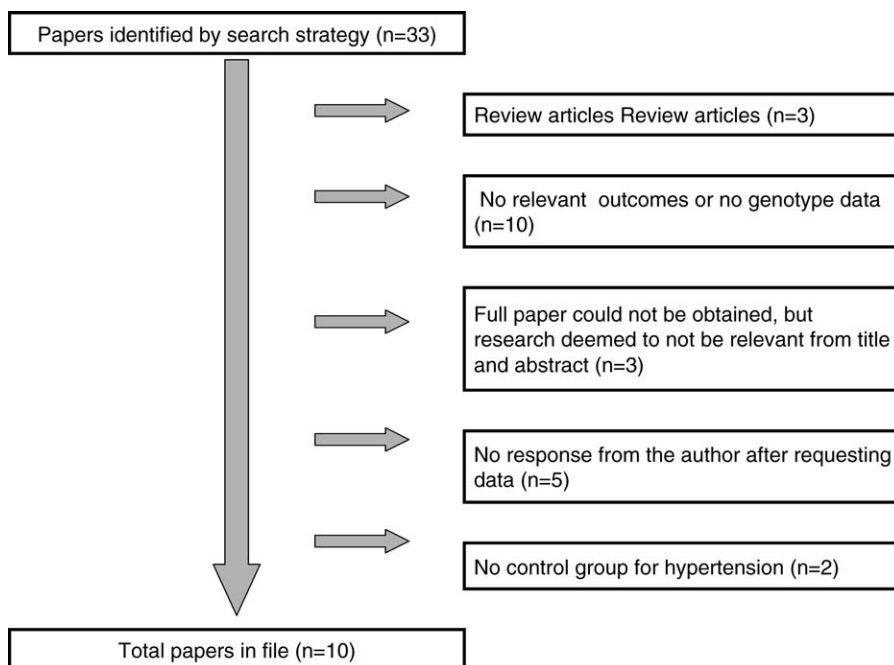 Papers identified by search strategy (n=33)
Review articles Review articles (n=3)
No relevant outcomes or no genotype data
(n=10)
Full paper could not be obtained, but
research deemed to not be relevant from title
and abstract (n=3)
No response from the author after requesting
data (n=5)
No control group for hypertension (n=2)
Total papers in file (n=10)